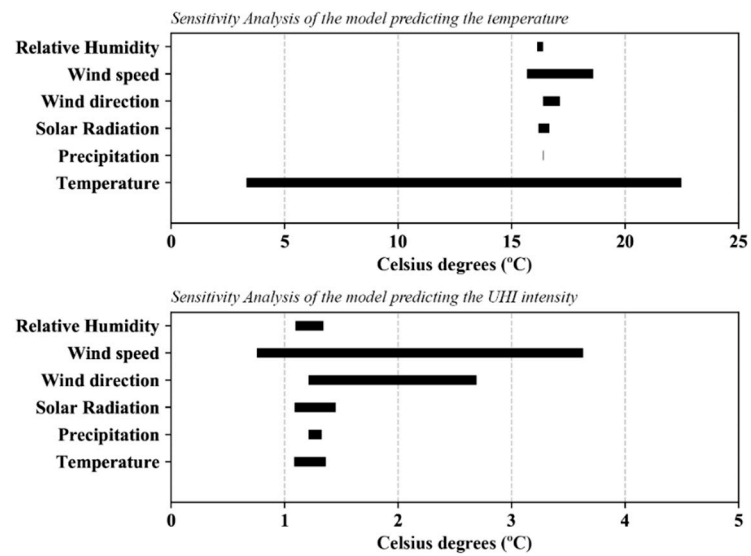 Sensitivity Analysis of the model predicting the temperature
Relative Humidity
Wind speed
Wind direction
Solar Radiation
Precipitation
Temperature
0 5 10 15 20 25
Celsius degrees (ºC)
Sensitivity Analysis of the model predicting the UHI intensity
Relative Humidity
Wind speed
Wind direction
Solar Radiation
Precipitation
Temperature
0 1 2 3 4 5
Celsius degrees (ºC)